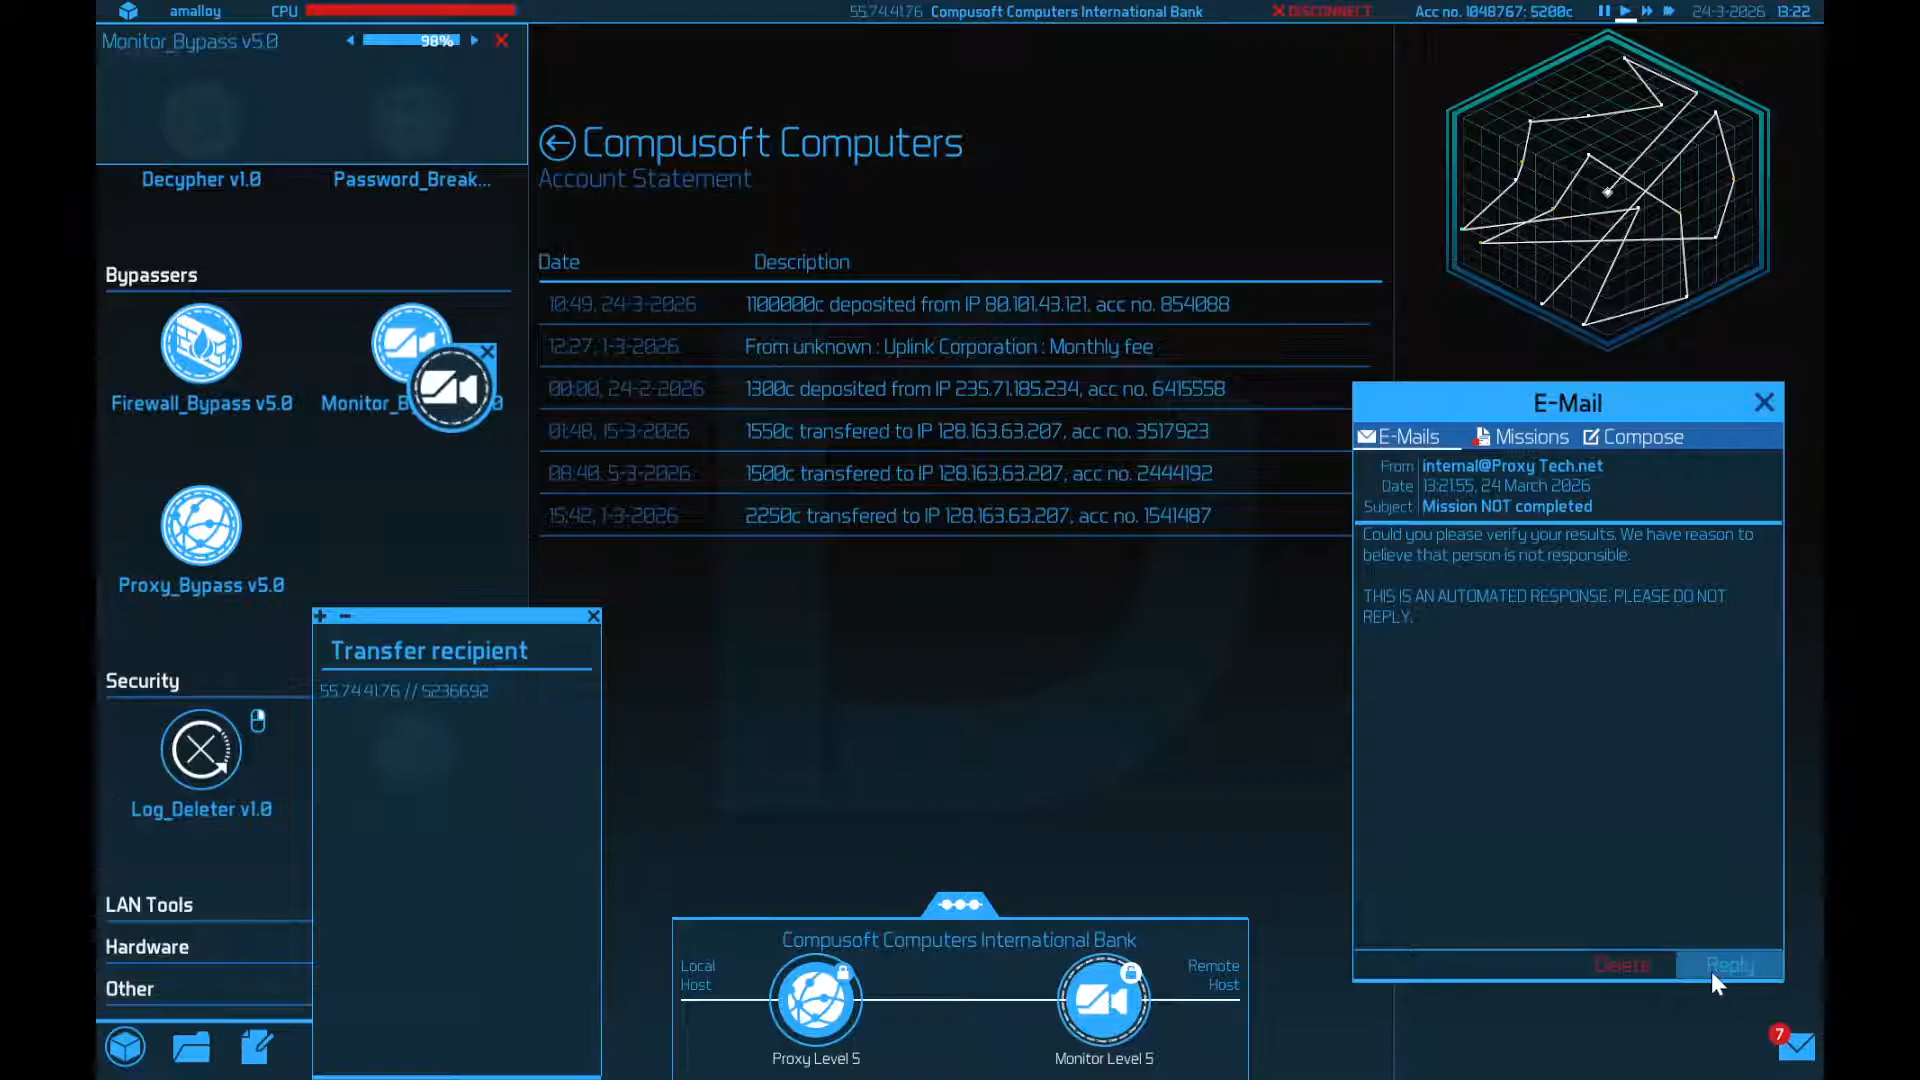 amalloy
CPU
55.74.41.76 Compusoft Computers International Bank
DISCONNECT
Acc no. 1048767: 5200c
24-3-2026 13:22
Monitor_Bypass v5.0
98%
Decypher v1.0
Password_Break...
Bypassers
Firewall_Bypass v5.0
Monitor_B
Proxy_Bypass v5.0
Security
Log_Deleter v1.0
LAN Tools
Hardware
Other
Transfer recipient
55.74.41.76 // 5236692
Compusoft Computers
Account Statement
Date Description
10:49, 24-3-2026 1100000c deposited from IP 80.101.43.121, acc no. 854088
12:27, 1-3-2026 From unknown : Uplink Corporation : Monthly fee
00:00, 24-2-2026 1300c deposited from IP 235.71.185.234, acc no. 6415558
01:48, 15-3-2026 1550c transfered to IP 128.163.63.207, acc no. 3517923
08:40, 5-3-2026 1500c transfered to IP 128.163.63.207, acc no. 2444192
15:42, 1-3-2026 2250c transfered to IP 128.163.63.207, acc no. 1541487
Compusoft Computers International Bank
Local
Host
Remote
Host
Proxy Level 5
Monitor Level 5
E-Mail
E-Mails Missions Compose
From internal@Proxy Tech.net
Date 13:21.55, 24 March 2026
Subject Mission NOT completed
Could you please verify your results. We have reason to
believe that person is not responsible.
THIS IS AN AUTOMATED RESPONSE. PLEASE DO NOT
REPLY.
Delete
Reply
7